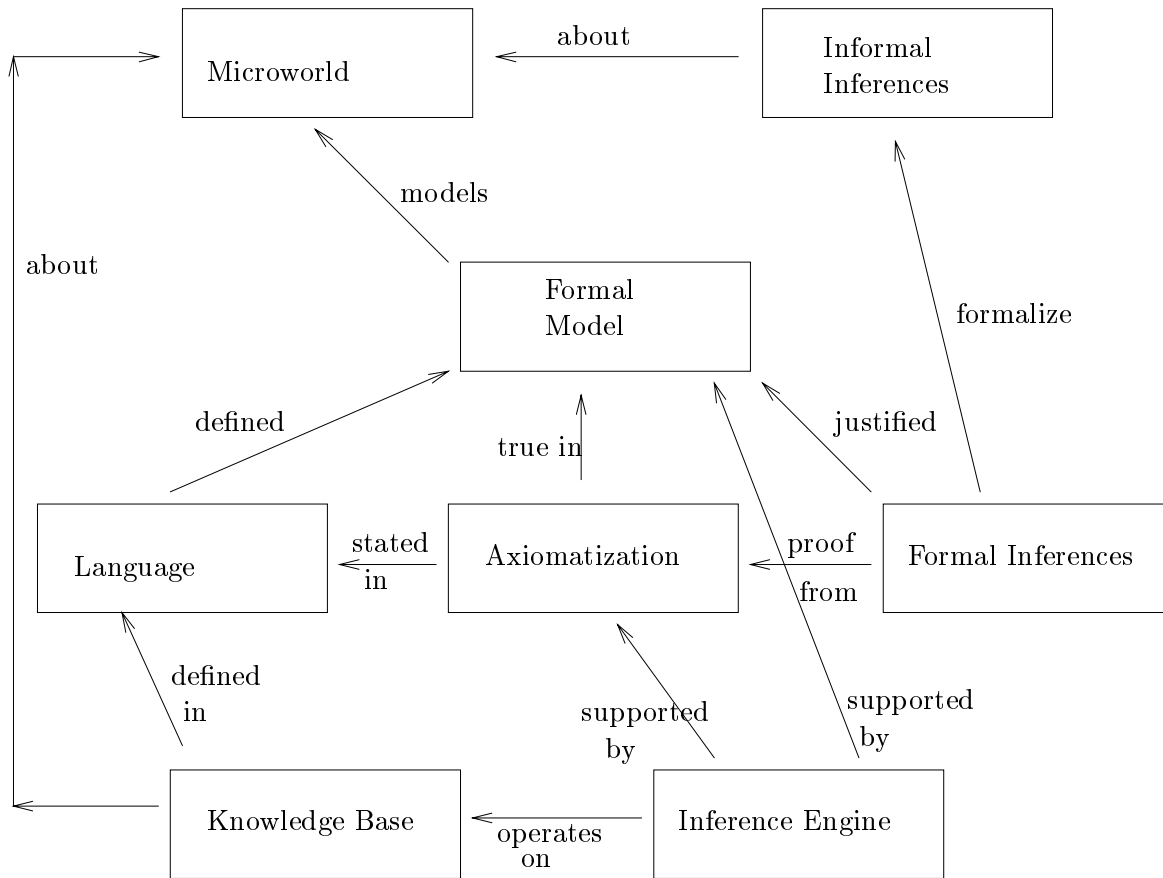 about
Informal
Inferences
Microworld
models
about
Formal
Model
formalize
defined
justified
true in
stated
in
proof
from
Language
Axiomatization
Formal Inferences
defined
in
supported
by
supported
by
Knowledge Base
operates
on
Inference Engine